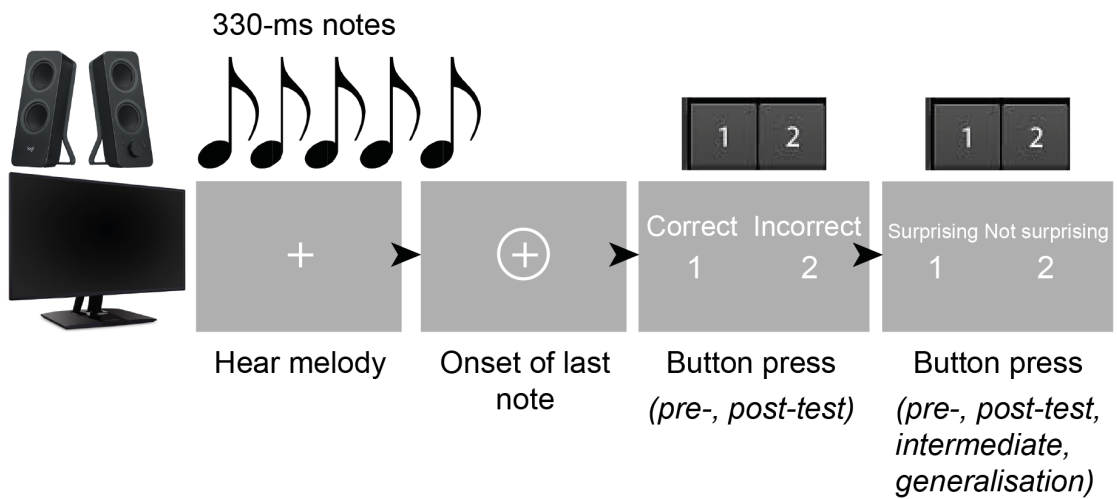 330-ms notes
1 2
1 2
Correct Incorrect
1 2
Surprising Not surprising
1 2
Hear melody
Onset of last
note
Button press
(pre-, post-test)
Button press
(pre-, post-test,
intermediate,
generalisation)